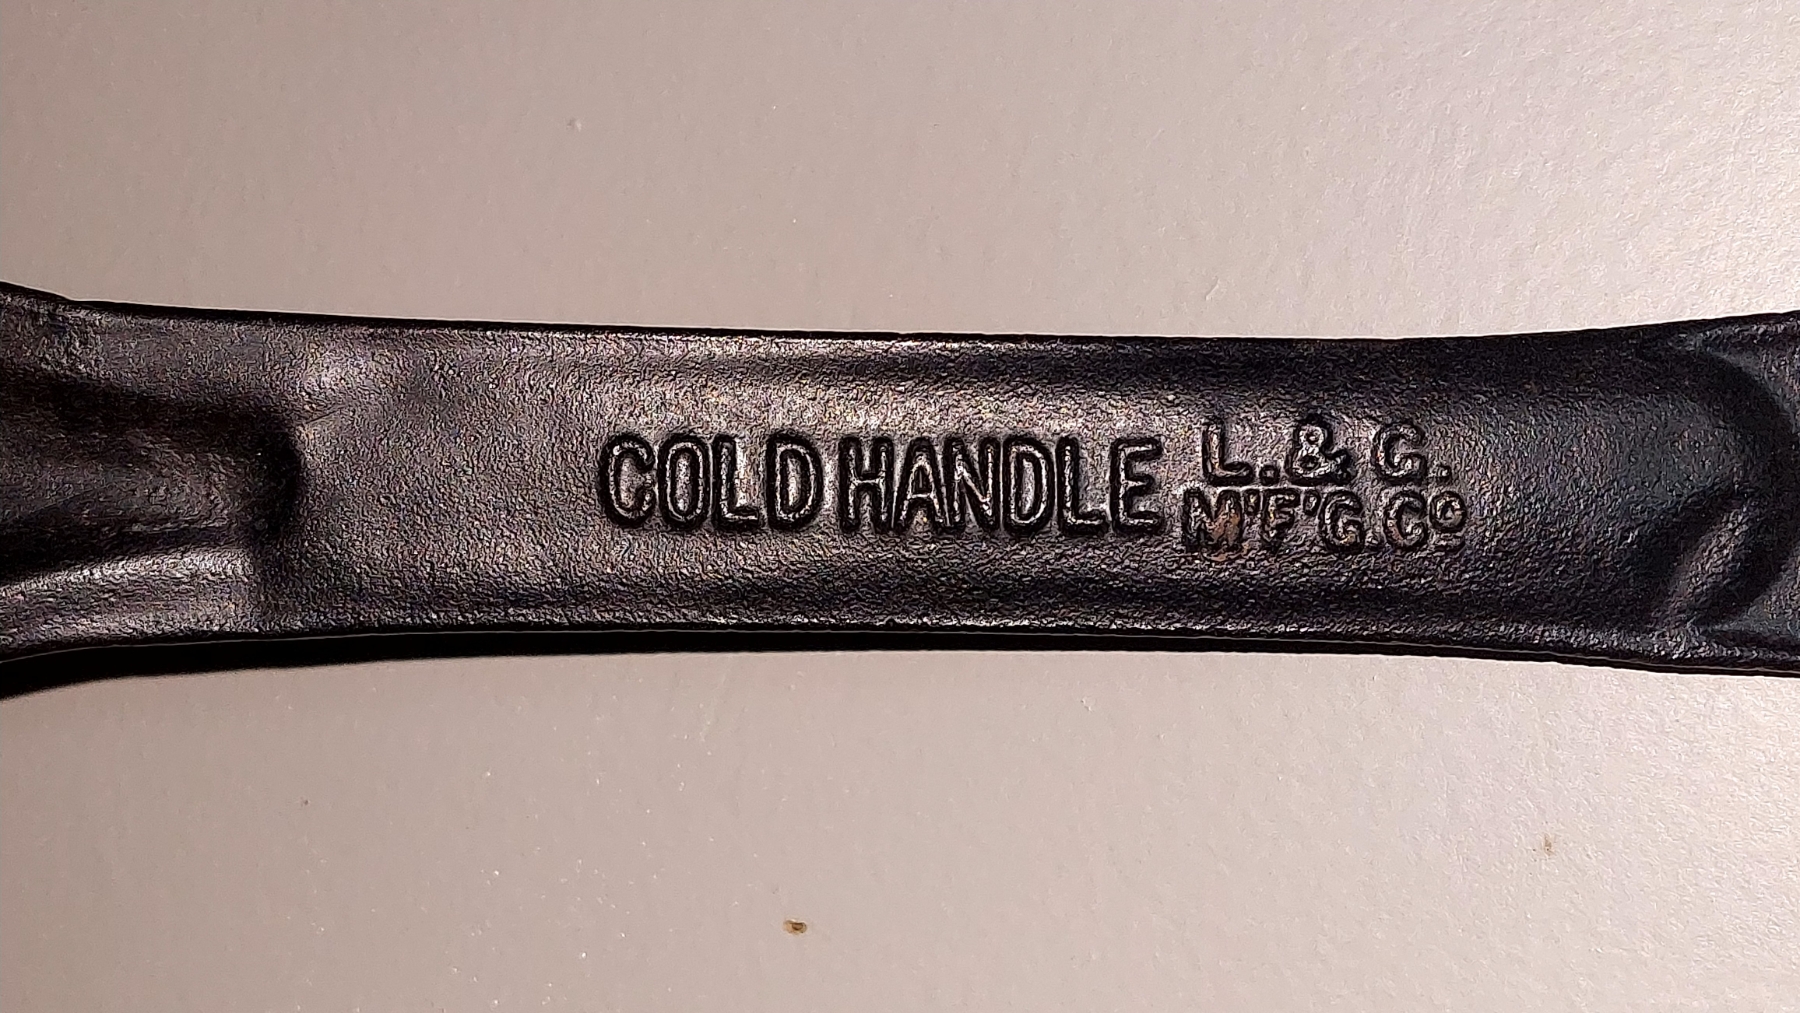 COLD HANDLE
L. & G.
M'F'G. Cº